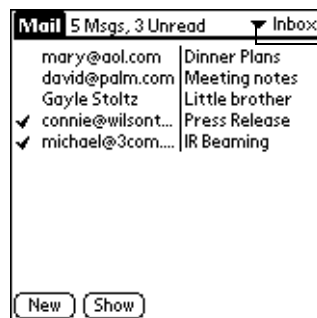 Mail 5 Msgs, 3 Unread Inbox
mary@aol.com Dinner Plans
david@palm.com Meeting notes
Gayle Stoltz Little brother
connie@wilsont... Press Release
michael@3com.... IR Beaming
New Show